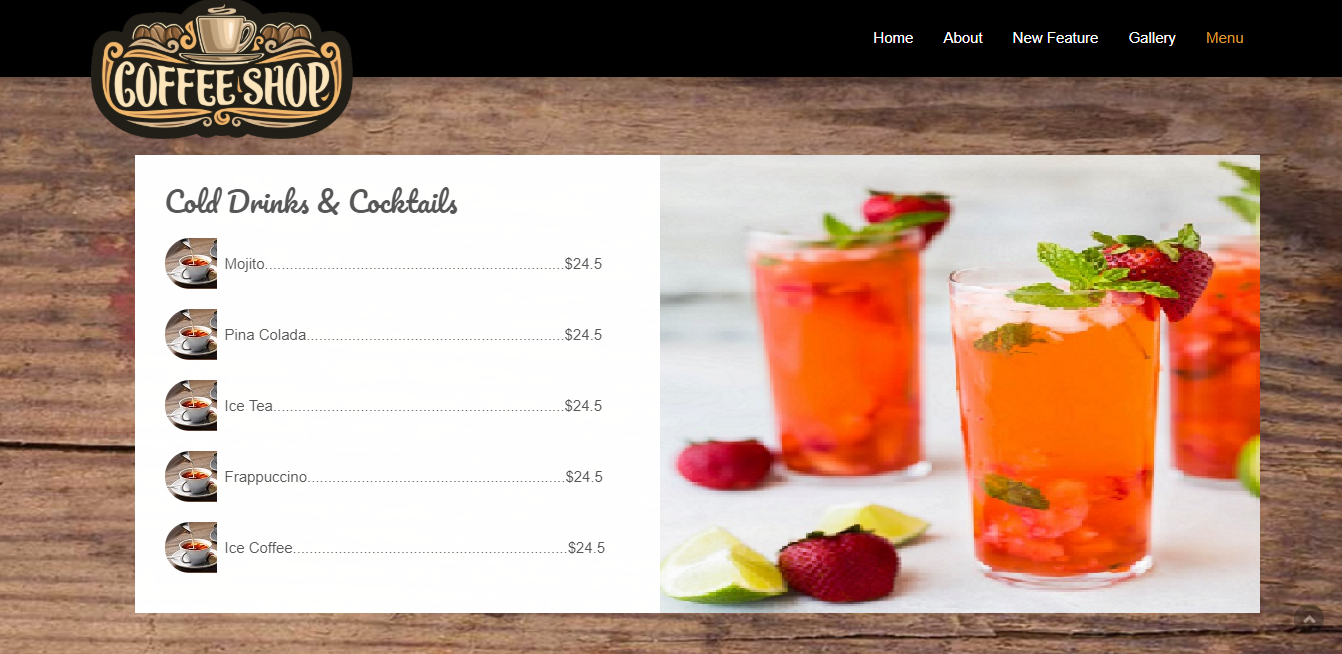 COFFEE SHOP
Home About New Feature Gallery Menu
Cold Drinks & Cocktails
Mojito........................................................................$24.5
Pina Colada..............................................................$24.5
Ice Tea......................................................................$24.5
Frappuccino..............................................................$24.5
Ice Coffee..................................................................$24.5